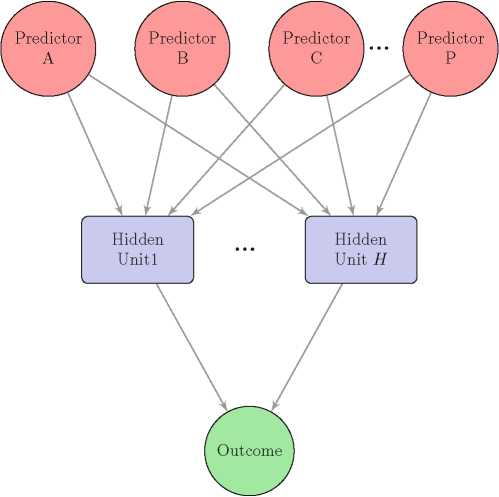 Predictor
A
Predictor
B
Predictor
C
...
Predictor
P
Hidden
Unit1
...
Hidden
Unit H
Outcome